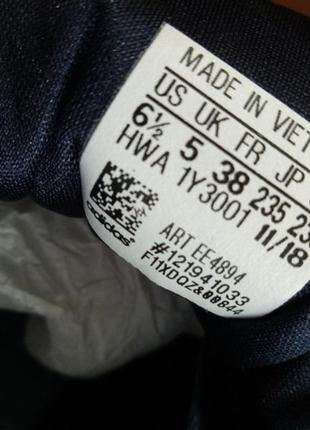 MADE IN VIET
US UK FR JP
6½ 5 38 235 23
HWA 1Y3001 11/18
adidas
ART EE4894
#121941033